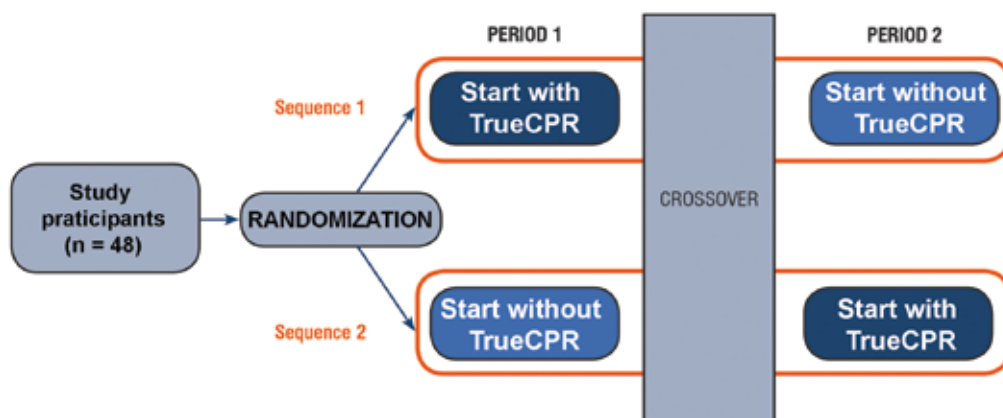 PERIOD 1
PERIOD 2
Sequence 1
Start with
TrueCPR
Start without
TrueCPR
Study
praticipants
(n = 48)
RANDOMIZATION
CROSSOVER
Sequence 2
Start without
TrueCPR
Start with
TrueCPR